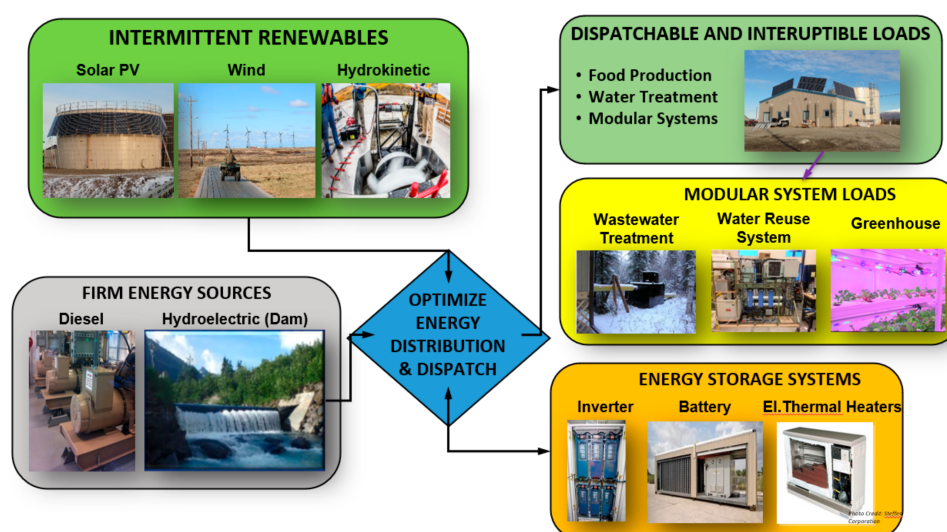 INTERMITTENT RENEWABLES
Solar PV
Wind
Hydrokinetic
DISPATCHABLE AND INTERUPTIBLE LOADS
• Food Production
• Water Treatment
• Modular Systems
MODULAR SYSTEM LOADS
Wastewater
Treatment
Water Reuse
System
Greenhouse
FIRM ENERGY SOURCES
Diesel
Hydroelectric (Dam)
OPTIMIZE
ENERGY
DISTRIBUTION
& DISPATCH
ENERGY STORAGE SYSTEMS
Inverter
Battery
El.Thermal Heaters
Photo Credit: Steffes
Corporation